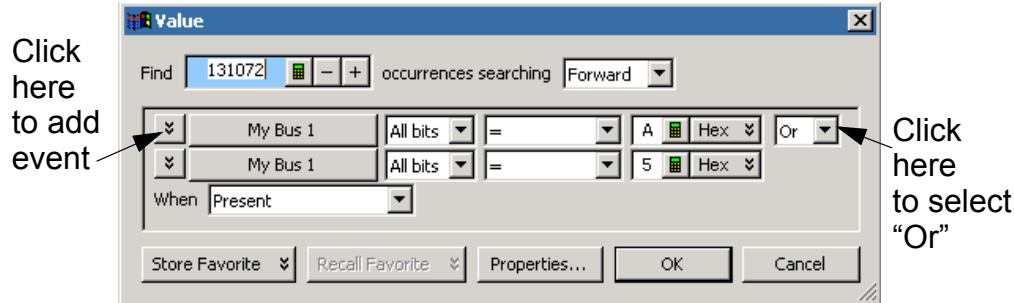 Value
Click
here
to add
event
Find 131072 - + occurrences searching Forward
My Bus 1 All bits = A Hex Or
My Bus 1 All bits = 5 Hex
When Present
Click
here
to select
“Or”
Store Favorite Recall Favorite Properties... OK Cancel